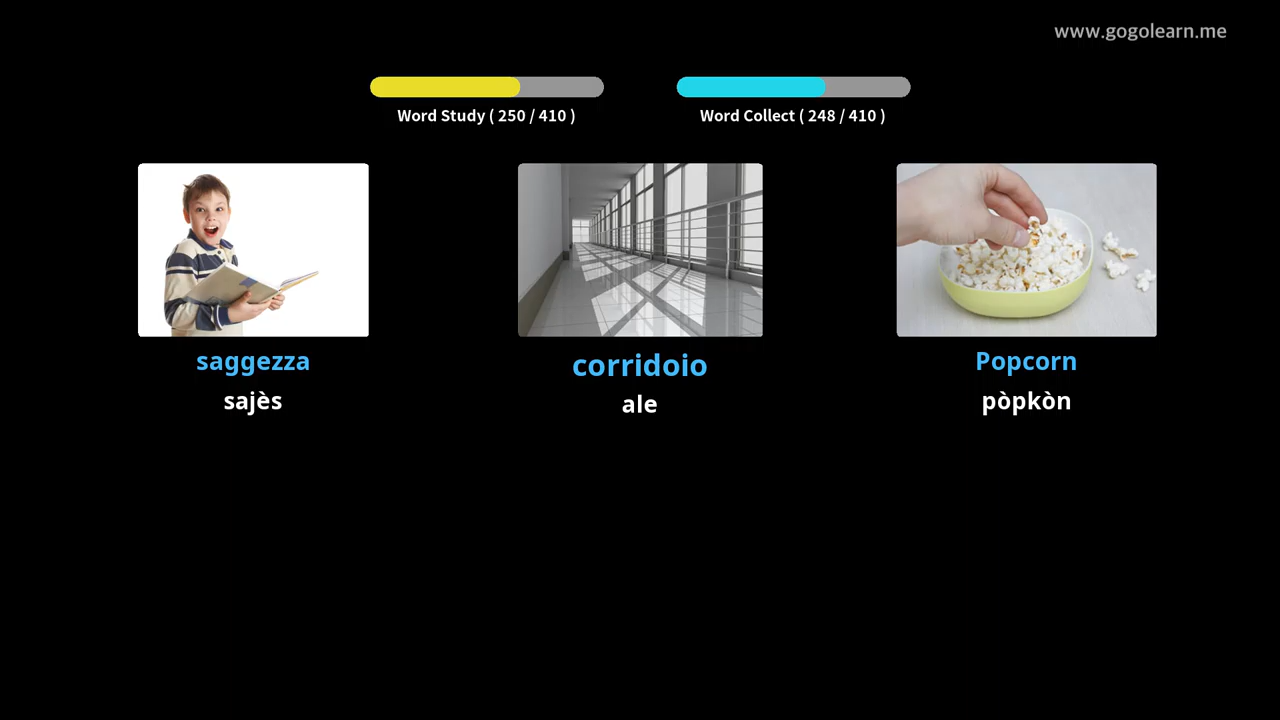 www.gogolearn.me
Word Study ( 250 / 410 )
Word Collect ( 248 / 410 )
saggezza
sajès
corridoio
ale
Popcorn
pòpkòn